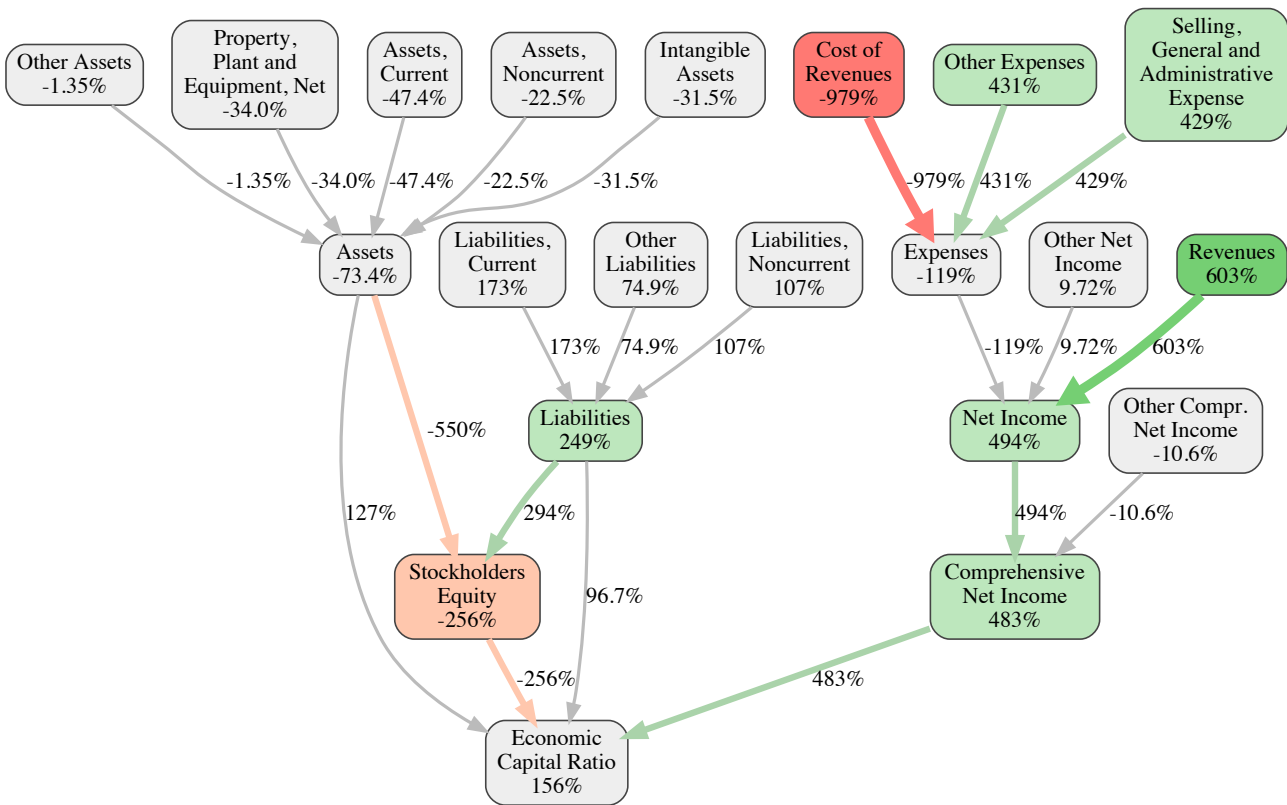 Other Assets
-1.35%
Property,
Plant and
Equipment, Net
-34.0%
Assets,
Current
-47.4%
Assets,
Noncurrent
-22.5%
Intangible
Assets
-31.5%
Cost of
Revenues
-979%
Other Expenses
431%
Selling,
General and
Administrative
Expense
429%
-1.35%
-34.0%
-47.4%
-22.5%
-31.5%
-979%
431%
429%
Assets
-73.4%
Liabilities,
Current
173%
Other
Liabilities
74.9%
Liabilities,
Noncurrent
107%
Expenses
-119%
Other Net
Income
9.72%
Revenues
603%
173%
74.9%
107%
-119%
9.72%
603%
-550%
Liabilities
249%
Net Income
494%
Other Compr.
Net Income
-10.6%
127%
294%
494%
-10.6%
Stockholders
Equity
-256%
96.7%
Comprehensive
Net Income
483%
-256%
483%
Economic
Capital Ratio
156%